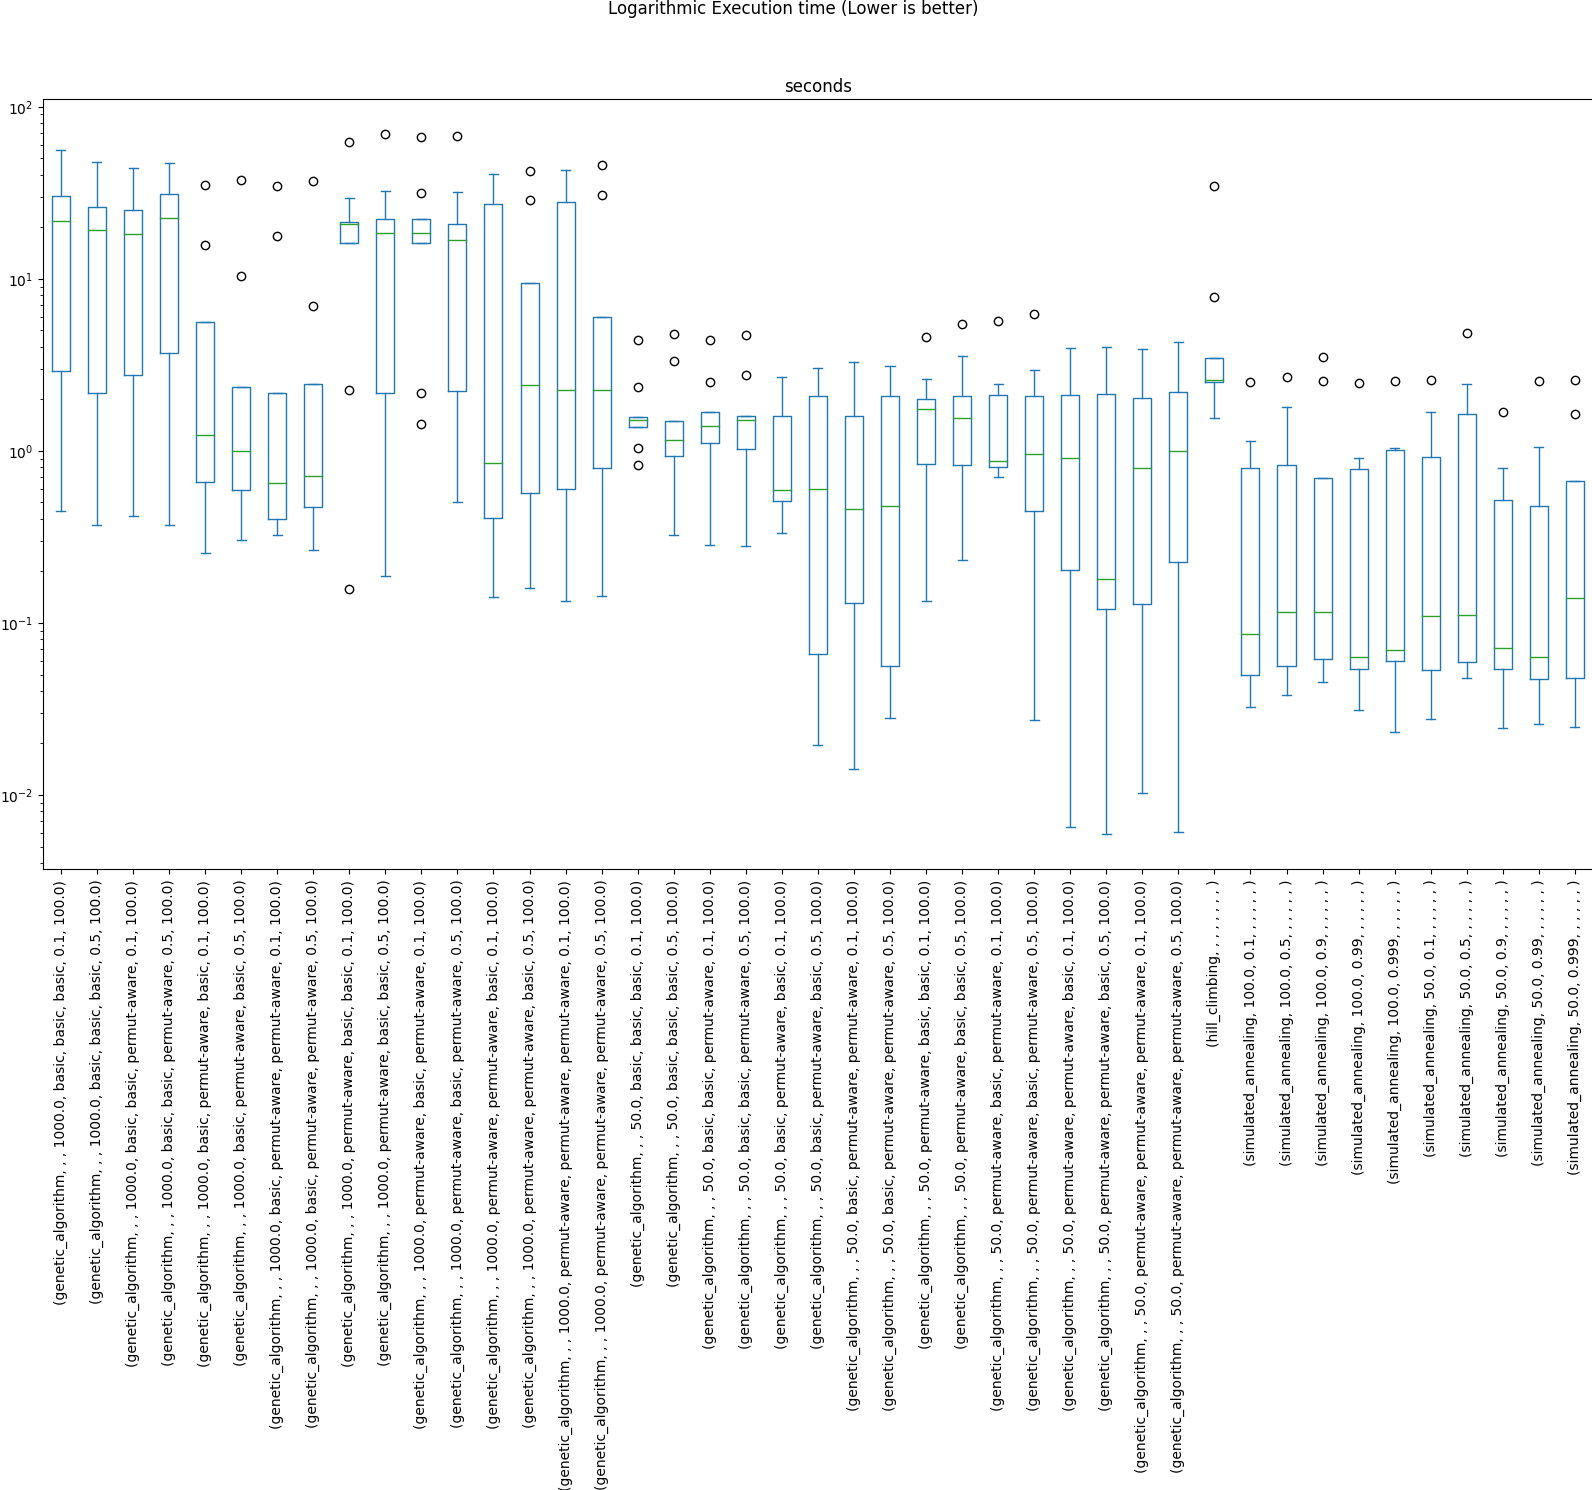 Logarithmic Execution time (Lower is better)
seconds
10²
10¹
10⁰
10⁻¹
10⁻²
(genetic_algorithm, , , 1000.0, basic, basic, basic, 0.1, 100.0)
(genetic_algorithm, , , 1000.0, basic, basic, basic, 0.5, 100.0)
(genetic_algorithm, , , 1000.0, basic, basic, permut-aware, 0.1, 100.0)
(genetic_algorithm, , , 1000.0, basic, basic, permut-aware, 0.5, 100.0)
(genetic_algorithm, , , 1000.0, basic, permut-aware, basic, 0.1, 100.0)
(genetic_algorithm, , , 1000.0, basic, permut-aware, basic, 0.5, 100.0)
(genetic_algorithm, , , 1000.0, basic, permut-aware, permut-aware, 0.1, 100.0)
(genetic_algorithm, , , 1000.0, basic, permut-aware, permut-aware, 0.5, 100.0)
(genetic_algorithm, , , 1000.0, permut-aware, basic, basic, 0.1, 100.0)
(genetic_algorithm, , , 1000.0, permut-aware, basic, basic, 0.5, 100.0)
(genetic_algorithm, , , 1000.0, permut-aware, basic, permut-aware, 0.1, 100.0)
(genetic_algorithm, , , 1000.0, permut-aware, basic, permut-aware, 0.5, 100.0)
(genetic_algorithm, , , 1000.0, permut-aware, permut-aware, basic, 0.1, 100.0)
(genetic_algorithm, , , 1000.0, permut-aware, permut-aware, basic, 0.5, 100.0)
(genetic_algorithm, , , 1000.0, permut-aware, permut-aware, permut-aware, 0.1, 100.0)
(genetic_algorithm, , , 1000.0, permut-aware, permut-aware, permut-aware, 0.5, 100.0)
(genetic_algorithm, , , 50.0, basic, basic, basic, 0.1, 100.0)
(genetic_algorithm, , , 50.0, basic, basic, basic, 0.5, 100.0)
(genetic_algorithm, , , 50.0, basic, basic, permut-aware, 0.1, 100.0)
(genetic_algorithm, , , 50.0, basic, basic, permut-aware, 0.5, 100.0)
(genetic_algorithm, , , 50.0, basic, permut-aware, basic, 0.1, 100.0)
(genetic_algorithm, , , 50.0, basic, permut-aware, basic, 0.5, 100.0)
(genetic_algorithm, , , 50.0, basic, permut-aware, permut-aware, 0.1, 100.0)
(genetic_algorithm, , , 50.0, basic, permut-aware, permut-aware, 0.5, 100.0)
(genetic_algorithm, , , 50.0, permut-aware, basic, basic, 0.1, 100.0)
(genetic_algorithm, , , 50.0, permut-aware, basic, basic, 0.5, 100.0)
(genetic_algorithm, , , 50.0, permut-aware, basic, permut-aware, 0.1, 100.0)
(genetic_algorithm, , , 50.0, permut-aware, basic, permut-aware, 0.5, 100.0)
(genetic_algorithm, , , 50.0, permut-aware, permut-aware, basic, 0.1, 100.0)
(genetic_algorithm, , , 50.0, permut-aware, permut-aware, basic, 0.5, 100.0)
(genetic_algorithm, , , 50.0, permut-aware, permut-aware, permut-aware, 0.1, 100.0)
(genetic_algorithm, , , 50.0, permut-aware, permut-aware, permut-aware, 0.5, 100.0)
(hill_climbing, , , , , , , , )
(simulated_annealing, 100.0, 0.1, , , , , , )
(simulated_annealing, 100.0, 0.5, , , , , , )
(simulated_annealing, 100.0, 0.9, , , , , , )
(simulated_annealing, 100.0, 0.99, , , , , , )
(simulated_annealing, 100.0, 0.999, , , , , , )
(simulated_annealing, 50.0, 0.1, , , , , , )
(simulated_annealing, 50.0, 0.5, , , , , , )
(simulated_annealing, 50.0, 0.9, , , , , , )
(simulated_annealing, 50.0, 0.99, , , , , , )
(simulated_annealing, 50.0, 0.999, , , , , , )